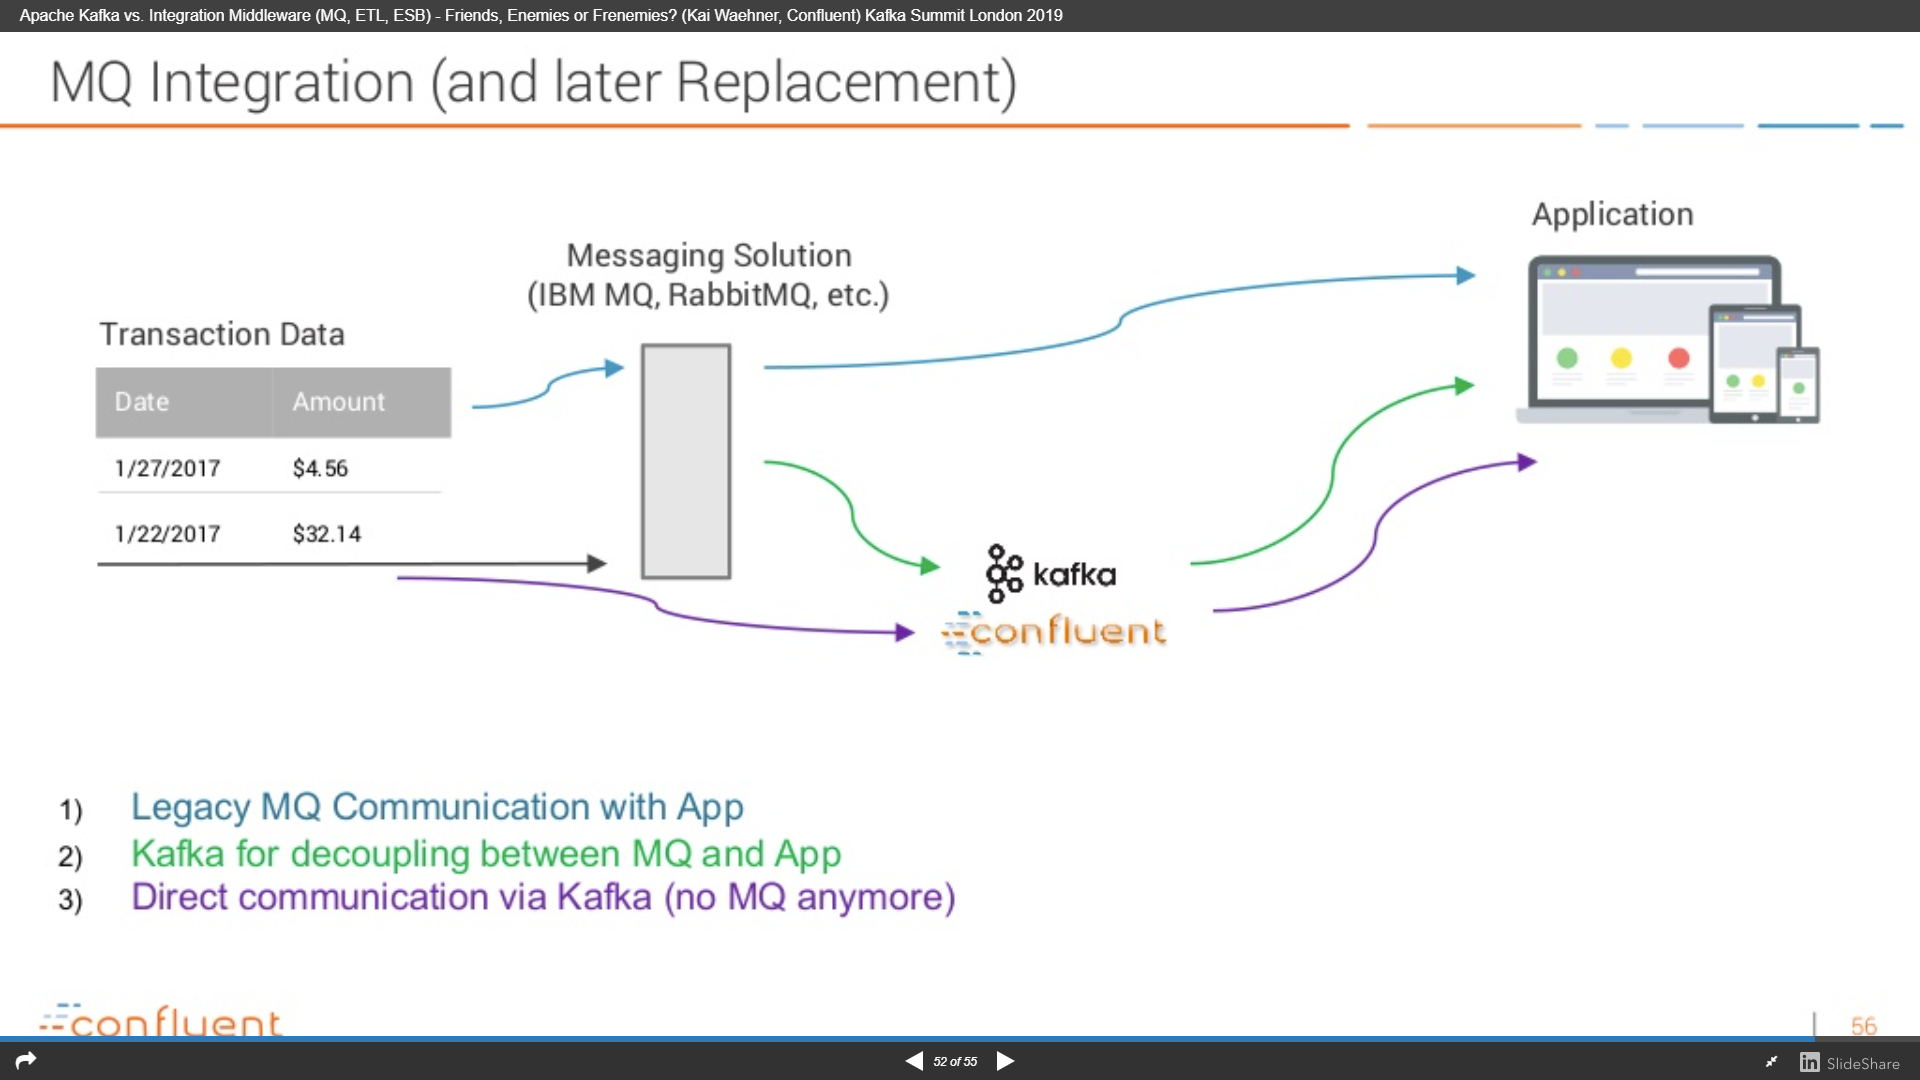 Apache Kafka vs. Integration Middleware (MQ, ETL, ESB) - Friends, Enemies or Frenemies? (Kai Waehner, Confluent) Kafka Summit London 2019
MQ Integration (and later Replacement)
Application
Messaging Solution
(IBM MQ, RabbitMQ, etc.)
Transaction Data
Date Amount
1/27/2017 $4.56
1/22/2017 $32.14
kafka
confluent
1) Legacy MQ Communication with App
2) Kafka for decoupling between MQ and App
3) Direct communication via Kafka (no MQ anymore)
confluent
56
52 of 55
in SlideShare